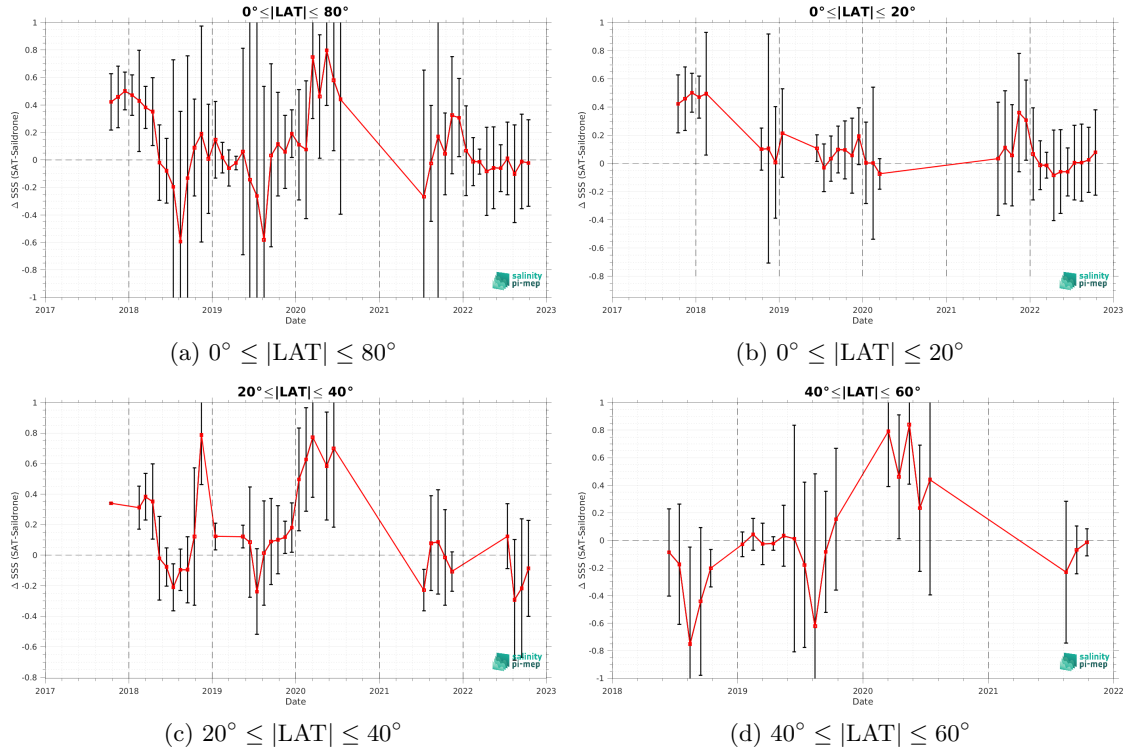 0°≤|LAT|≤ 80°
Δ SSS (SAT-Saildrone)
1
0.8
0.6
0.4
0.2
0
-0.2
-0.4
-0.6
-0.8
-1
2017
2018
2019
2020
2021
2022
2023
Date
salinity
pi-mep
(a) 0° ≤ |LAT| ≤ 80°
0°≤|LAT|≤ 20°
Δ SSS (SAT-Saildrone)
1
0.8
0.6
0.4
0.2
0
-0.2
-0.4
-0.6
-0.8
2017
2018
2019
2020
2021
2022
2023
Date
salinity
pi-mep
(b) 0° ≤ |LAT| ≤ 20°
20°≤|LAT|≤ 40°
Δ SSS (SAT-Saildrone)
1
0.8
0.6
0.4
0.2
0
-0.2
-0.4
-0.6
-0.8
2017
2018
2019
2020
2021
2022
2023
Date
salinity
pi-mep
(c) 20° ≤ |LAT| ≤ 40°
40°≤|LAT|≤ 60°
Δ SSS (SAT-Saildrone)
1
0.8
0.6
0.4
0.2
0
-0.2
-0.4
-0.6
-0.8
-1
2018
2019
2020
2021
2022
Date
salinity
pi-mep
(d) 40° ≤ |LAT| ≤ 60°